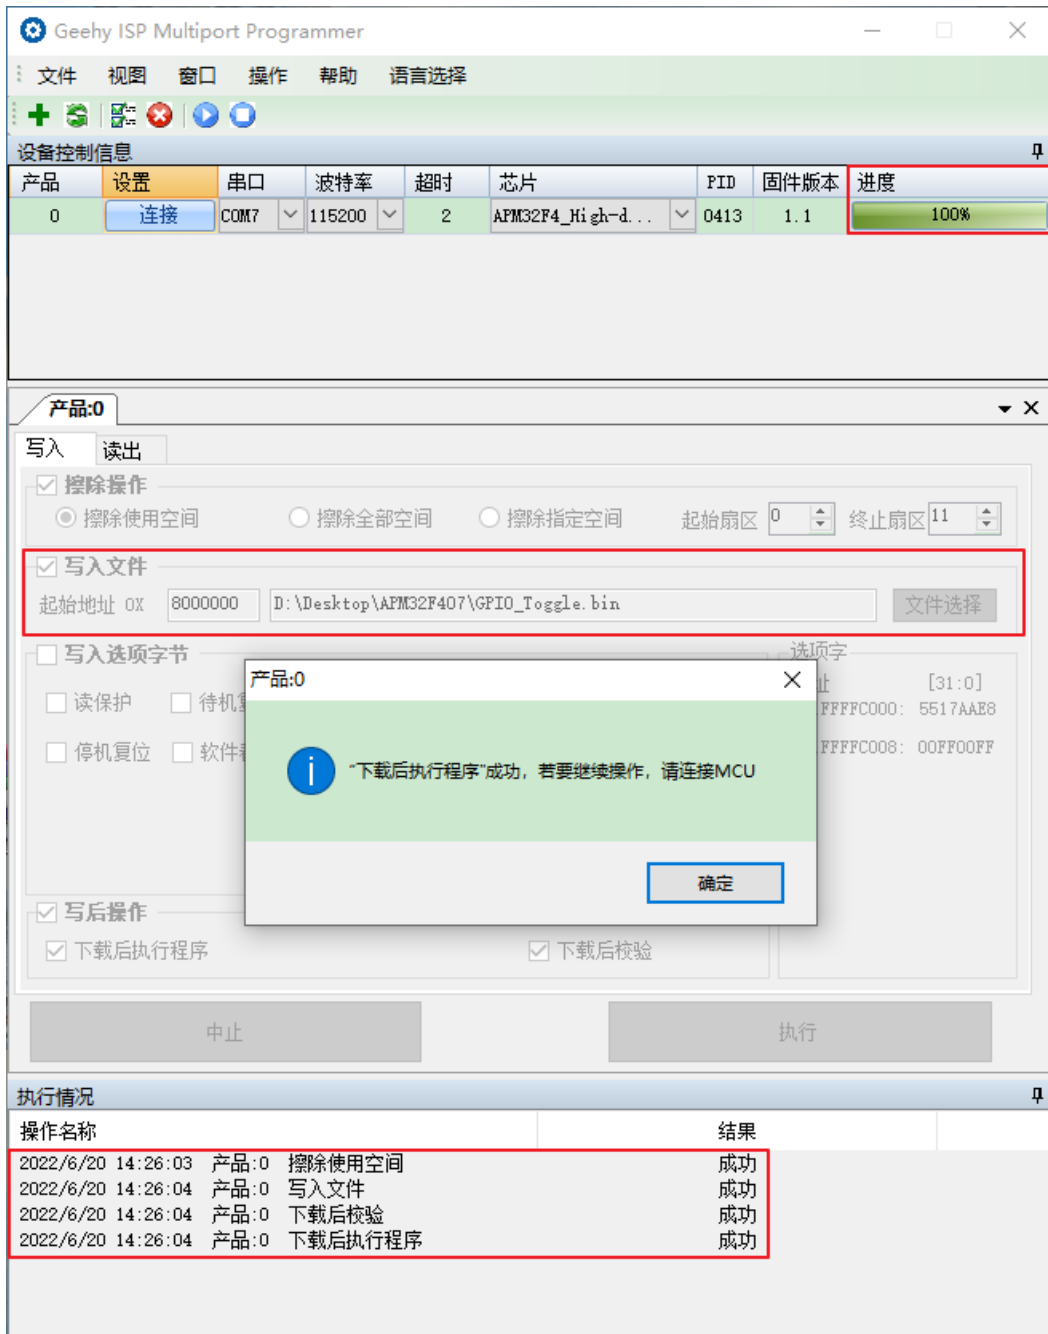 Geehy ISP Multiport Programmer
文件 视图 窗口 操作 帮助 语言选择
设备控制信息
产品 设置 串口 波特率 超时 芯片 PID 固件版本 进度
0 连接 COM7 115200 2 APM32F4_High-d... 0413 1.1 100%
产品:0
写入 读出
擦除操作
擦除使用空间 擦除全部空间 擦除指定空间 起始扇区 0 终止扇区 11
写入文件
起始地址 0X 8000000 D:\Desktop\APM32F407\GPIO_Toggle.bin 文件选择
写入选项字节 选项字
读保护 待机 址 [31:0]
FFFFC000: 5517AAE8
停机复位 软件 FFFFC008: 00FF00FF
产品:0
“下载后执行程序”成功，若要继续操作，请连接MCU
确定
写后操作
下载后执行程序 下载后校验
中止 执行
执行情况
操作名称 结果
2022/6/20 14:26:03 产品:0 擦除使用空间 成功
2022/6/20 14:26:04 产品:0 写入文件 成功
2022/6/20 14:26:04 产品:0 下载后校验 成功
2022/6/20 14:26:04 产品:0 下载后执行程序 成功